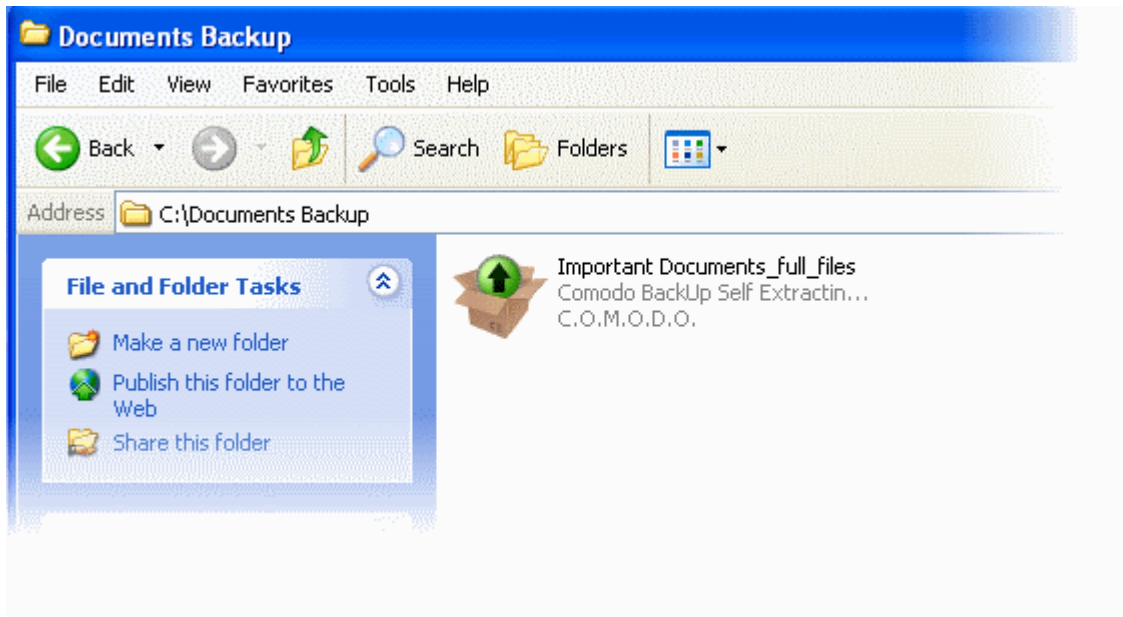 Documents Backup
File Edit View Favorites Tools Help
Back Search Folders
Address C:\Documents Backup
File and Folder Tasks
Make a new folder
Publish this folder to the
Web
Share this folder
Important Documents_full_files
Comodo BackUp Self Extractin...
C.O.M.O.D.O.